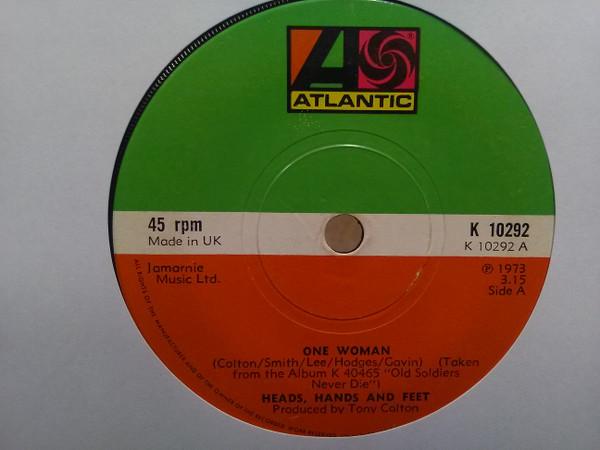 ATLANTIC
®
45 rpm
Made in UK
K 10292
K 10292 A
Jamarnie
Music Ltd.
℗ 1973
3.15
Side A
ONE WOMAN
(Colton/Smith/Lee/Hodges/Gavin) (Taken
from the Album K 40465 "Old Soldiers
Never Die")
HEADS, HANDS AND FEET
Produced by Tony Colton
ALL RIGHTS OF THE MANUFACTURER AND OF THE OWNER OF THE RECORDED WORK RESERVED